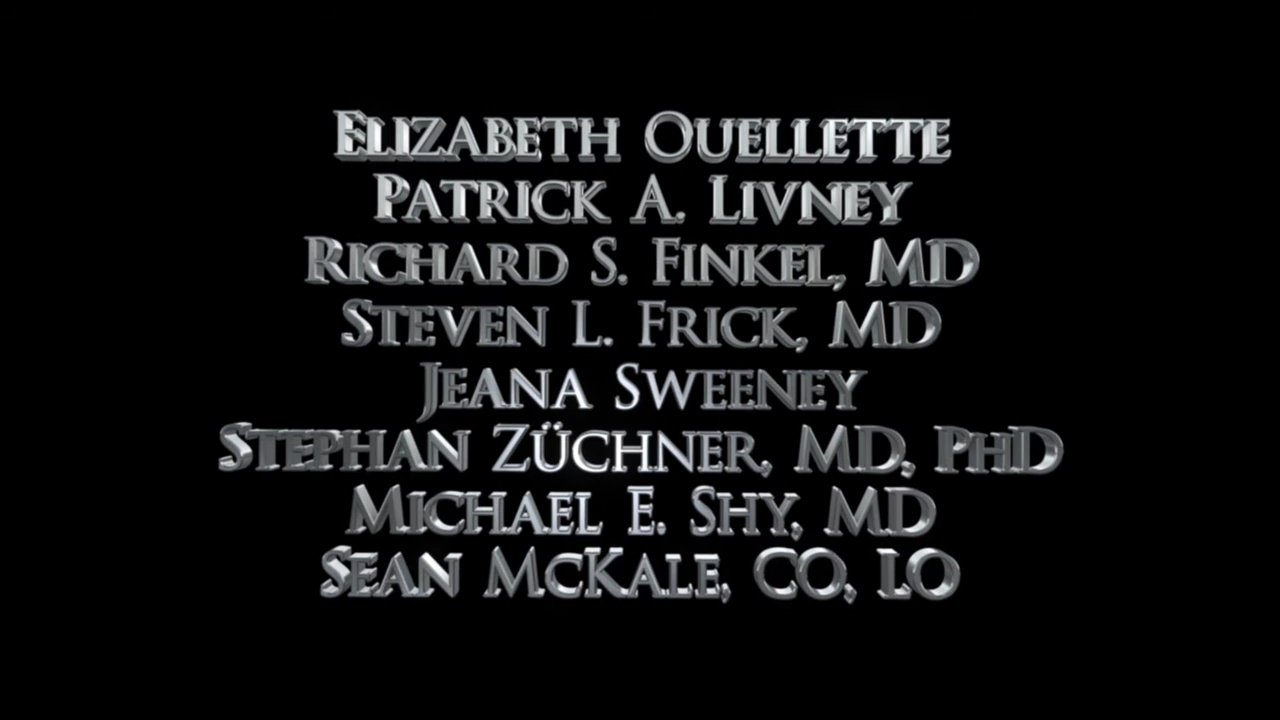 Elizabeth Ouellette
Patrick A. Livney
Richard S. Finkel, MD
Steven L. Frick, MD
Jeana Sweeney
Stephan Züchner, MD, PhD
Michael E. Shy, MD
Sean McKale, CO, LO